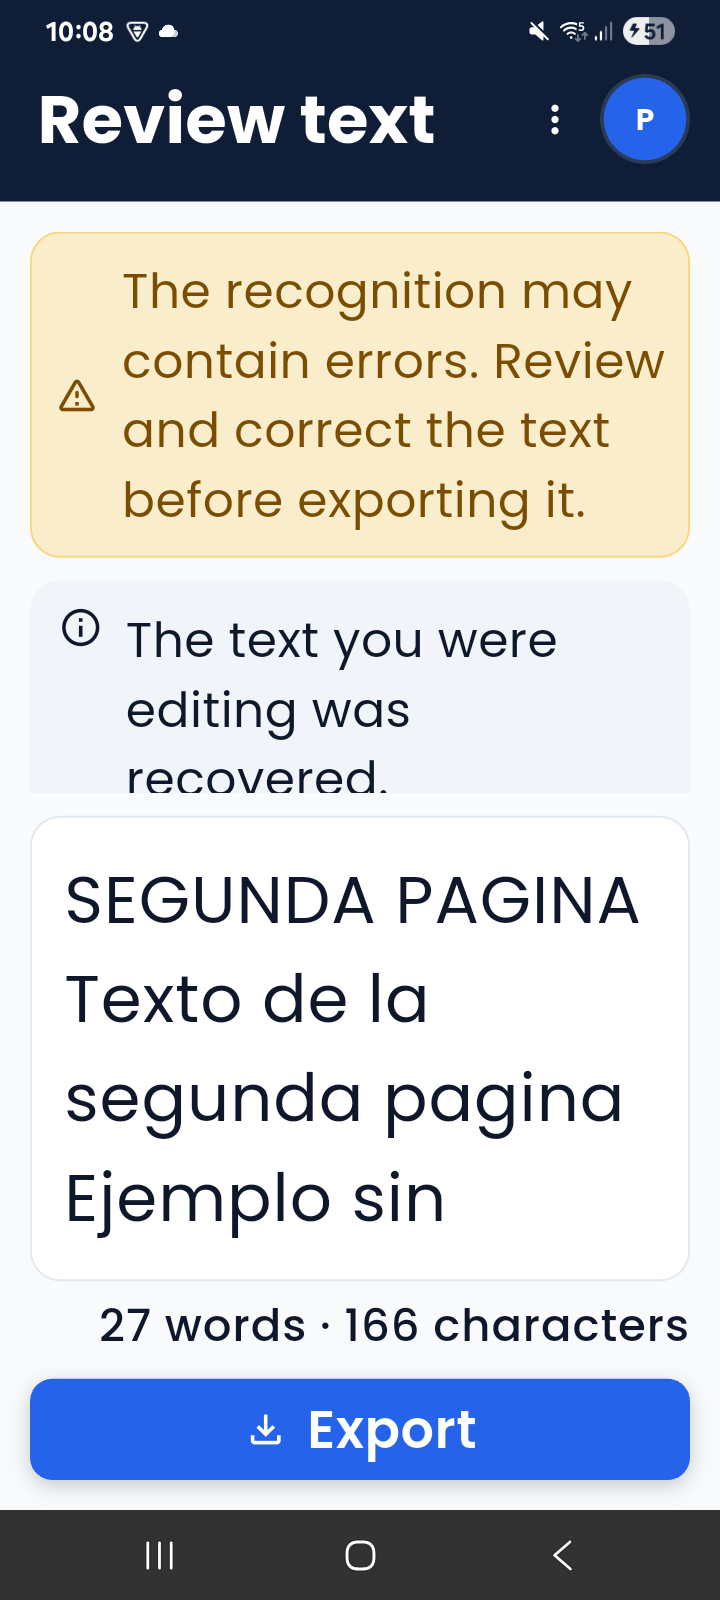 10:08
5
51
Review text
P
The recognition may
contain errors. Review
and correct the text
before exporting it.
The text you were
editing was
recovered.
SEGUNDA PAGINA
Texto de la
segunda pagina
Ejemplo sin
27 words · 166 characters
Export